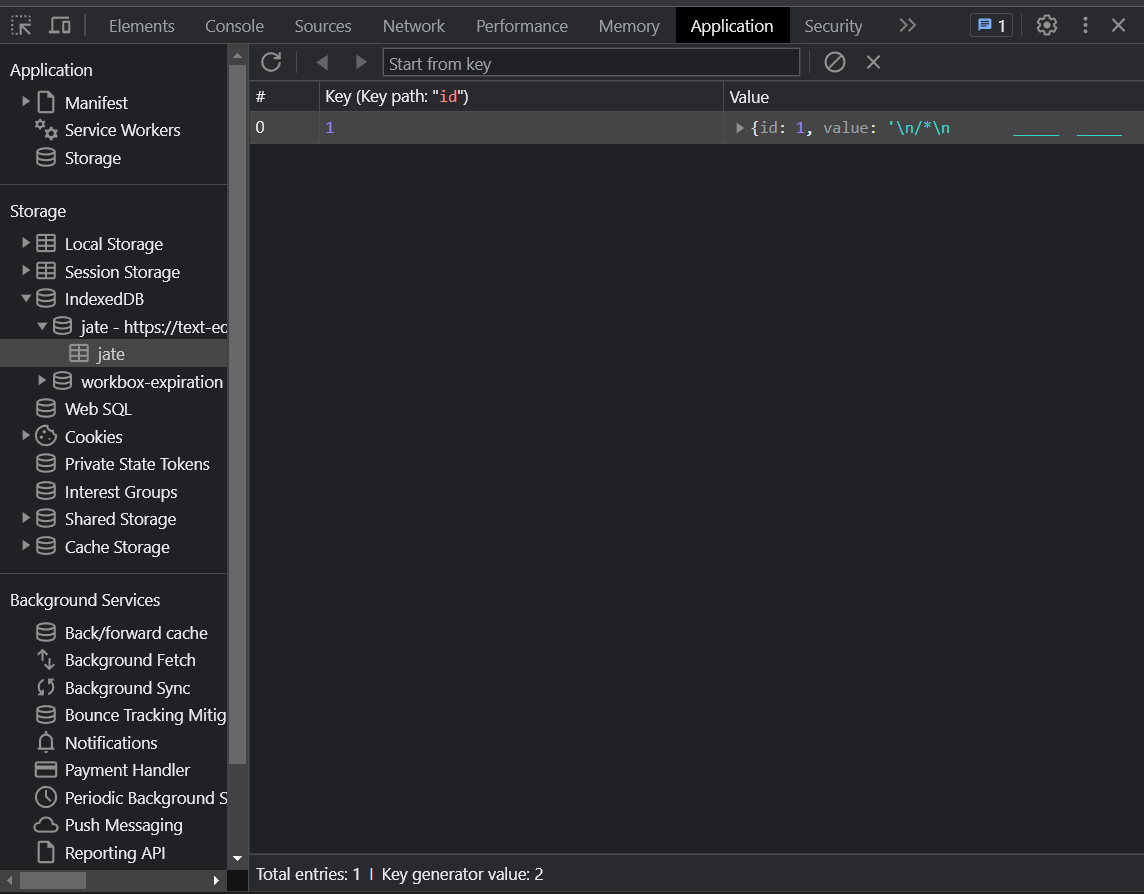 Elements Console Sources Network Performance Memory Application Security 1
Application
Manifest
Service Workers
Storage
Storage
Local Storage
Session Storage
IndexedDB
jate - https://text-ec
jate
workbox-expiration
Web SQL
Cookies
Private State Tokens
Interest Groups
Shared Storage
Cache Storage
Background Services
Back/forward cache
Background Fetch
Background Sync
Bounce Tracking Mitig
Notifications
Payment Handler
Periodic Background S
Push Messaging
Reporting API
Start from key
# Key (Key path: "id") Value
0 1 {id: 1, value: '\n/*\n _____ _____
Total entries: 1 Key generator value: 2